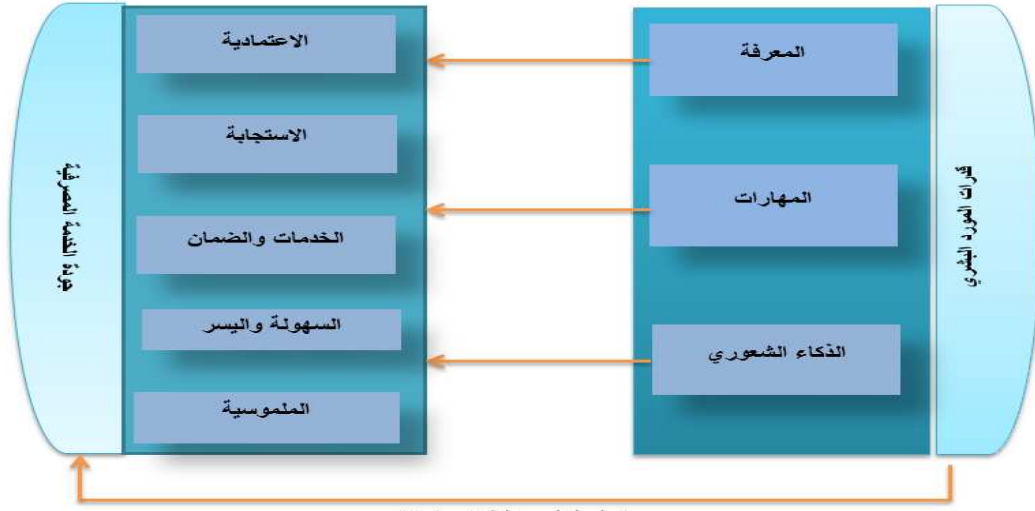 قدرات المورد البشري
المعرفة
المهارات
الذكاء الشعوري
الاعتمادية
الاستجابة
الخدمات والضمان
السهولة واليسر
الملموسية
جودة الخدمة المصرفية